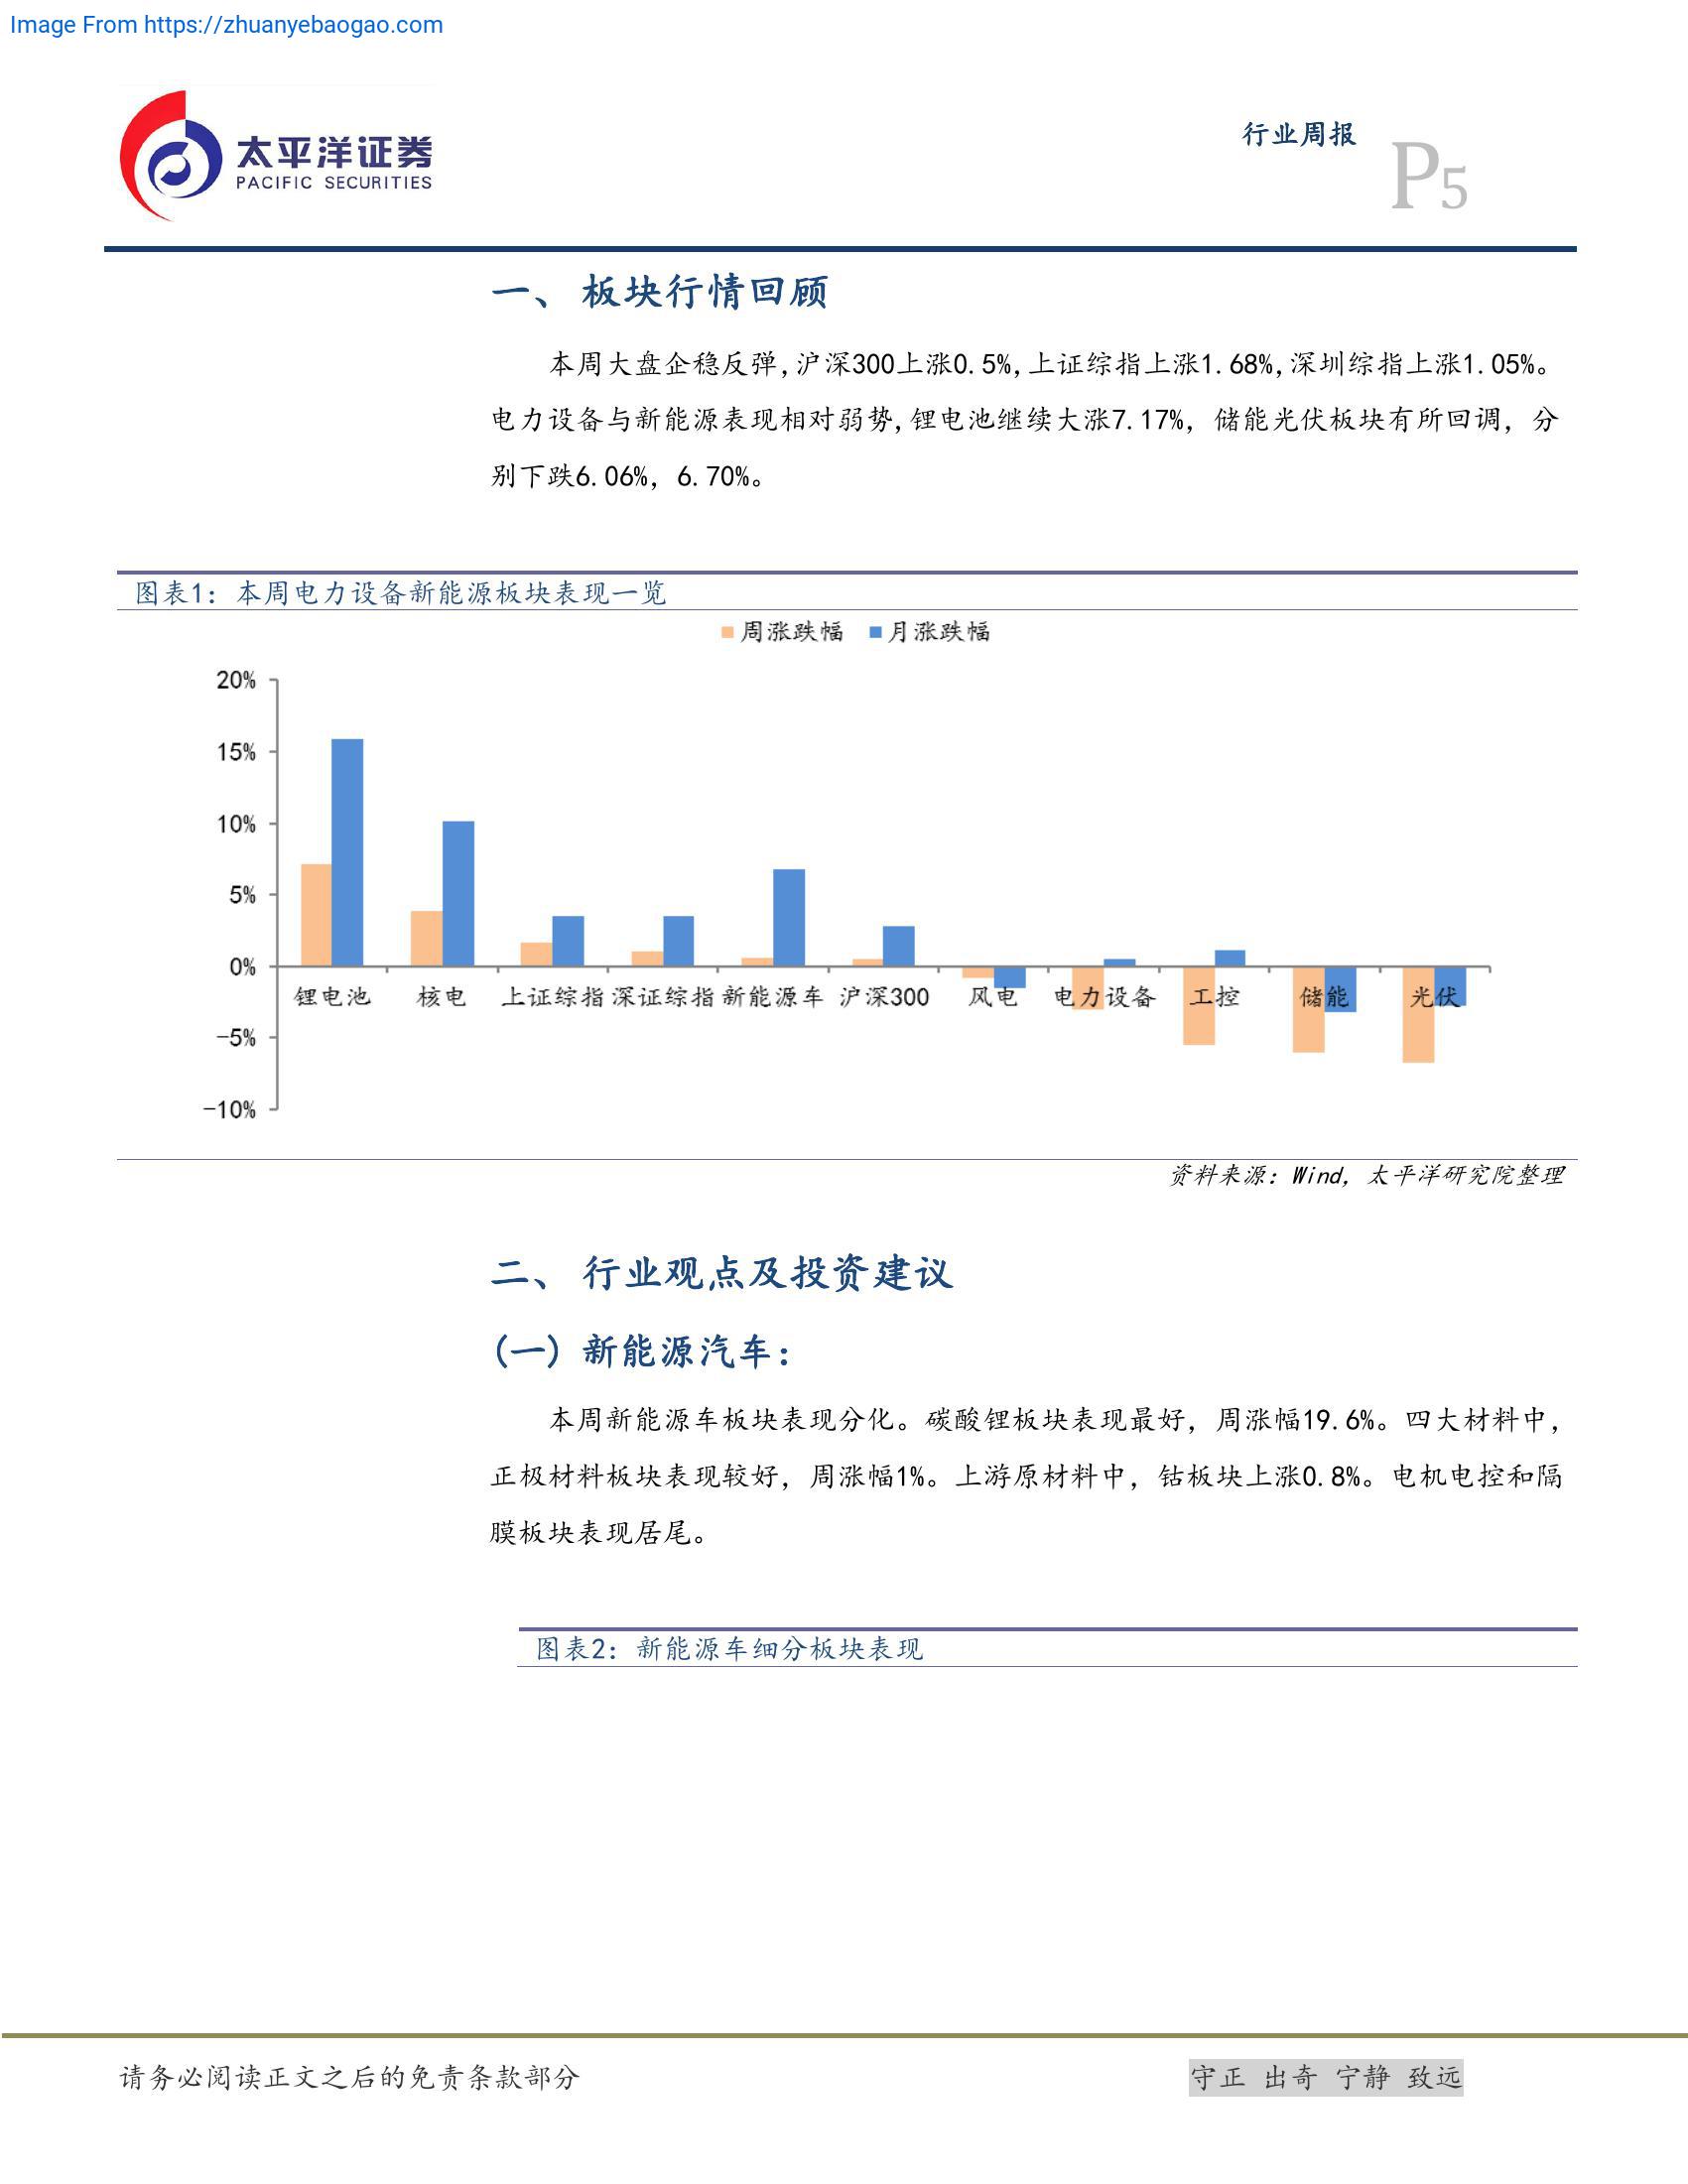 Image From https://zhuanyebaogao.com
太平洋证券
PACIFIC SECURITIES
行业周报
P5
一、 板块行情回顾
本周大盘企稳反弹,沪深300上涨0.5%,上证综指上涨1.68%,深圳综指上涨1.05%。
电力设备与新能源表现相对弱势,锂电池继续大涨7.17%, 储能光伏板块有所回调, 分
别下跌6.06%, 6.70%。
图表1: 本周电力设备新能源板块表现一览
周涨跌幅 月涨跌幅
20%
15%
10%
5%
0%
-5%
-10%
锂电池 核电 上证综指 深证综指 新能源车 沪深300 风电 电力设备 工控 储能 光伏
资料来源: Wind, 太平洋研究院整理
二、 行业观点及投资建议
(一) 新能源汽车:
本周新能源车板块表现分化。碳酸锂板块表现最好, 周涨幅19.6%。四大材料中,
正极材料板块表现较好, 周涨幅1%。上游原材料中, 钴板块上涨0.8%。电机电控和隔
膜板块表现居尾。
图表2: 新能源车细分板块表现
请务必阅读正文之后的免责条款部分
守正 出奇 宁静 致远